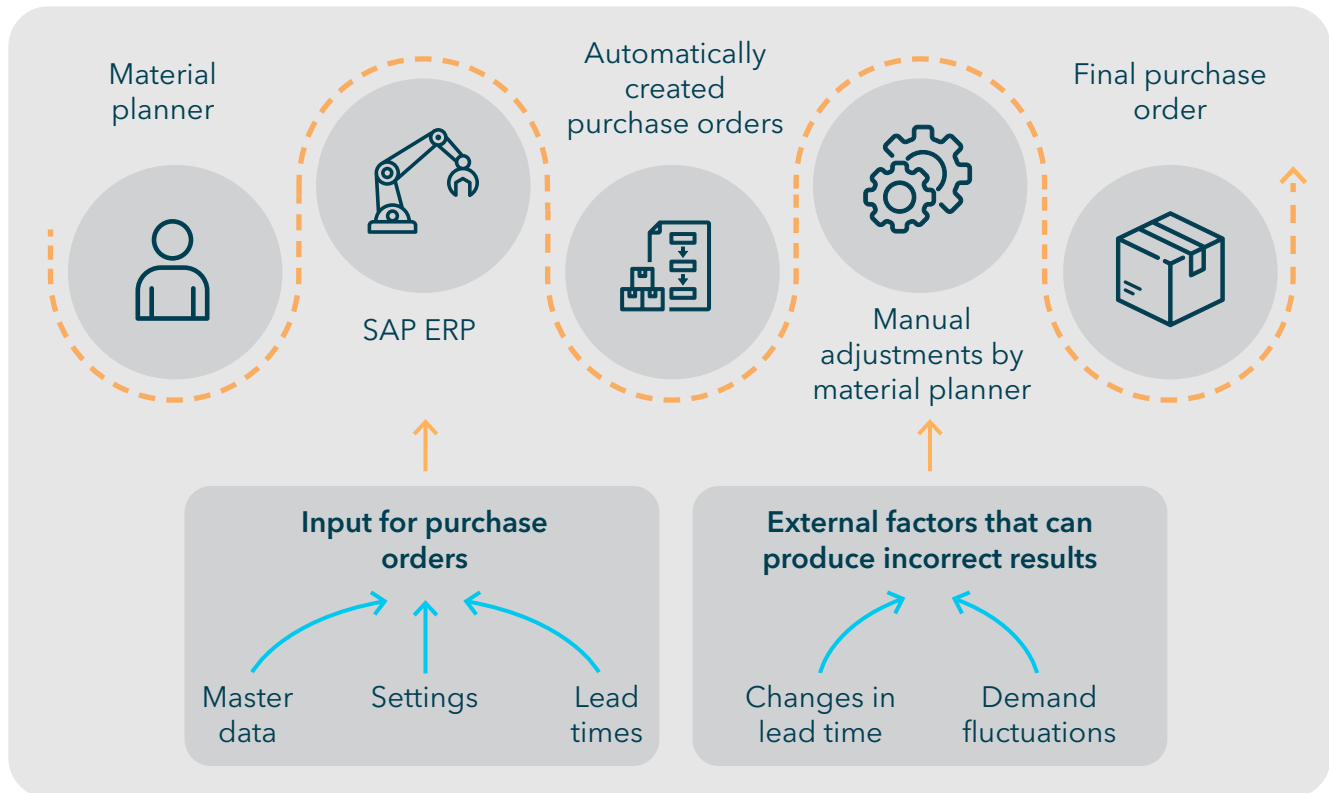 Material
planner
SAP ERP
Automatically
created
purchase orders
Manual
adjustments by
material planner
Final purchase
order
Input for purchase
orders
Master
data
Settings
Lead
times
External factors that can
produce incorrect results
Changes in
lead time
Demand
fluctuations